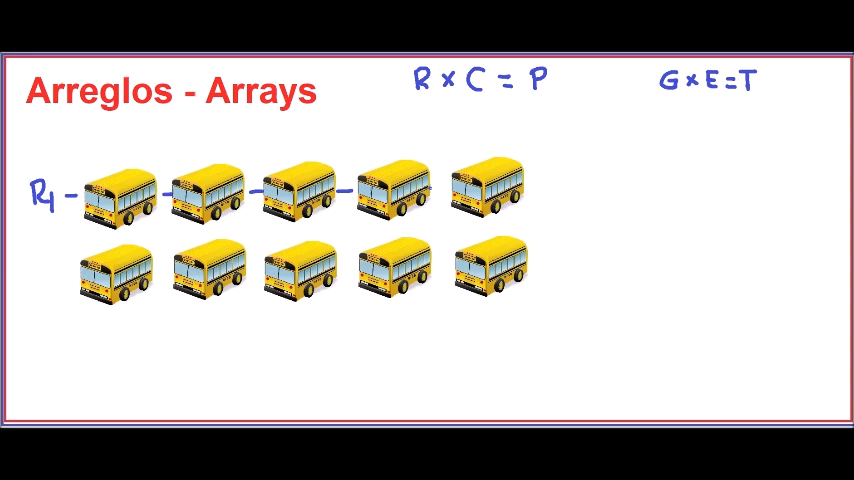 Arreglos - Arrays
R × C = P
G × E = T
R1